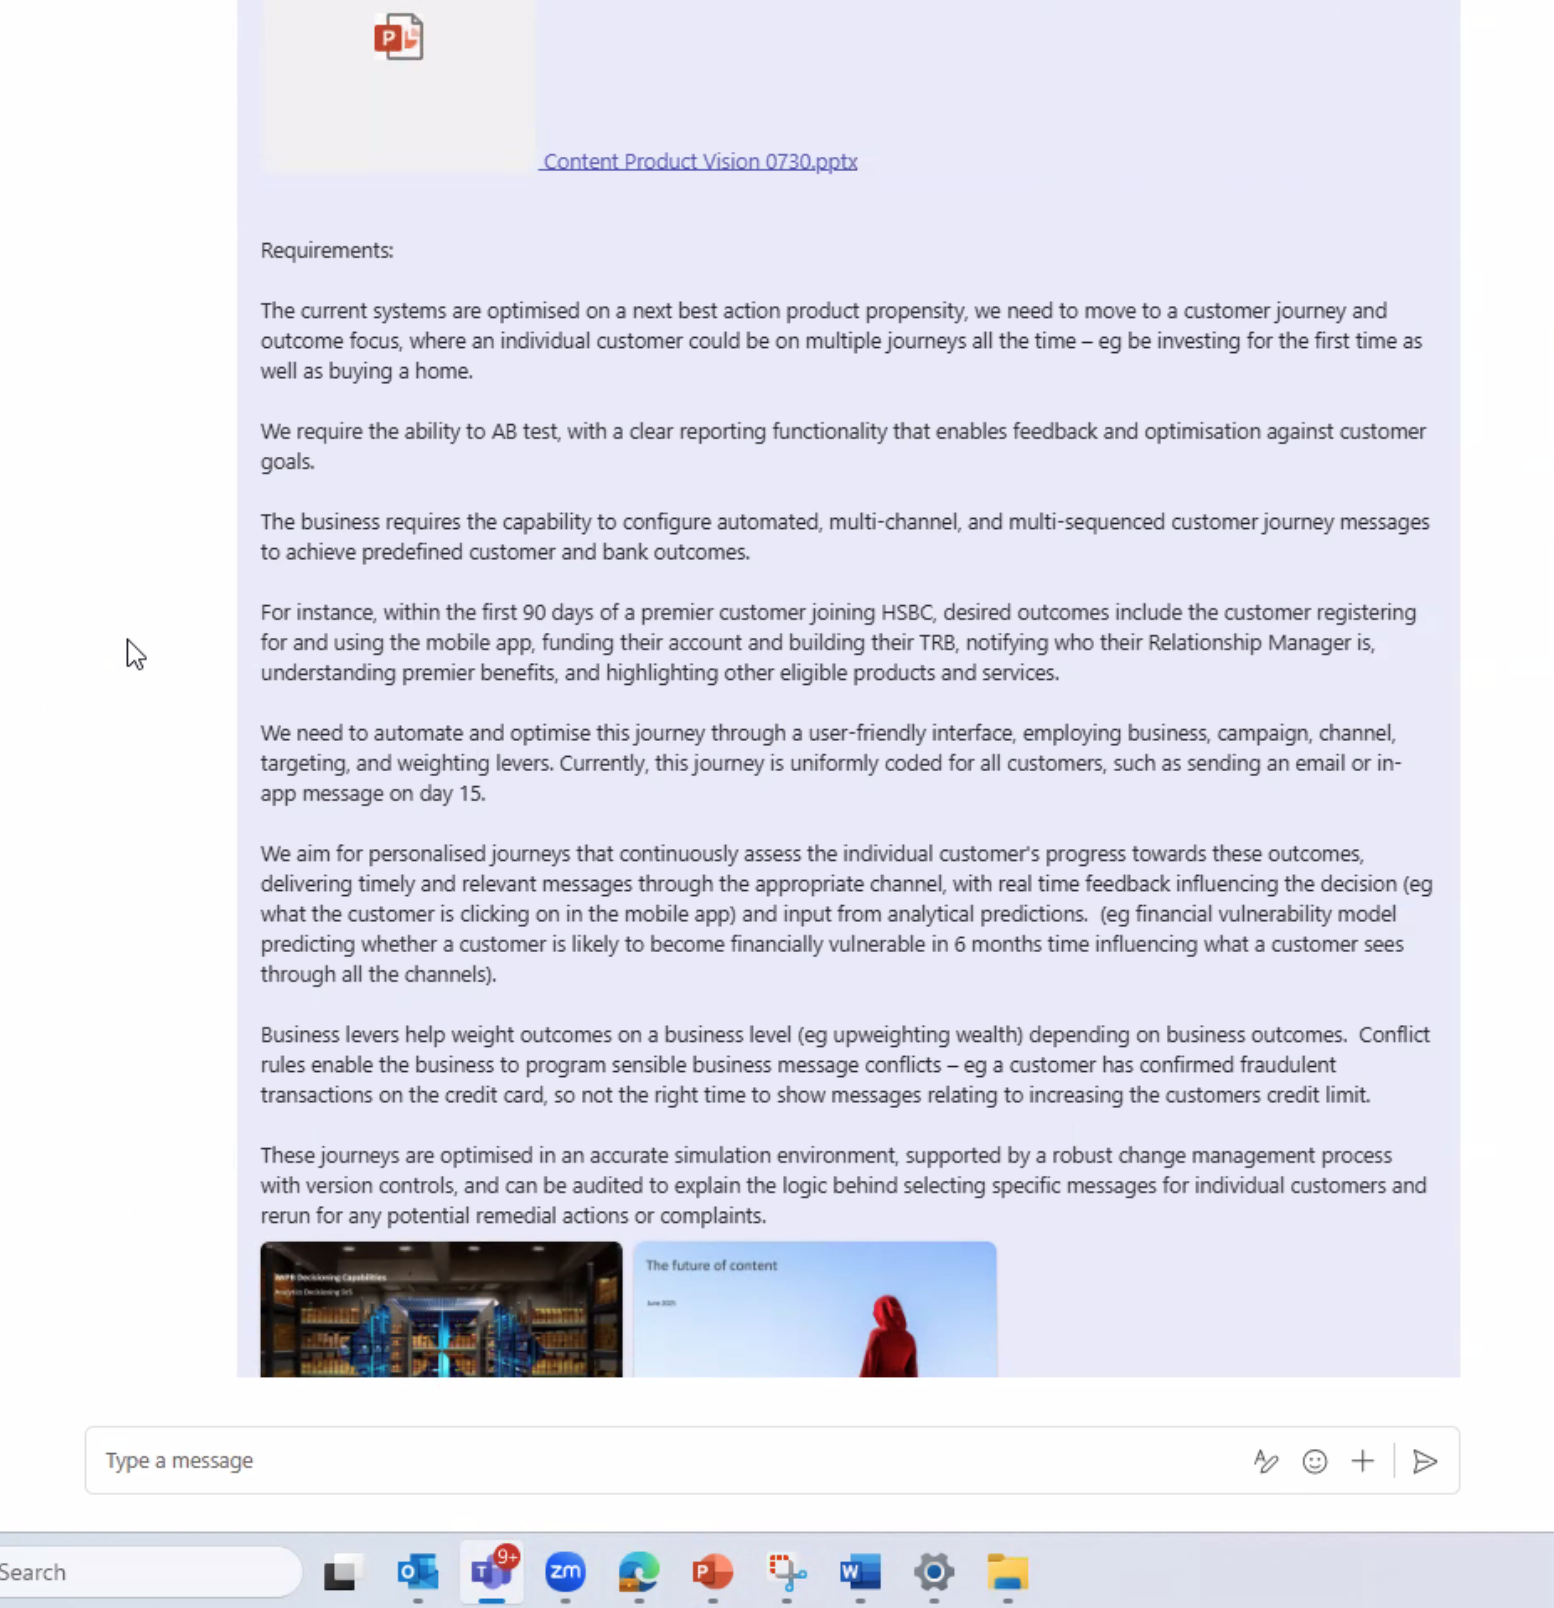 Content Product Vision 0730.pptx
Requirements:
The current systems are optimised on a next best action product propensity, we need to move to a customer journey and
outcome focus, where an individual customer could be on multiple journeys all the time – eg be investing for the first time as
well as buying a home.
We require the ability to AB test, with a clear reporting functionality that enables feedback and optimisation against customer
goals.
The business requires the capability to configure automated, multi-channel, and multi-sequenced customer journey messages
to achieve predefined customer and bank outcomes.
For instance, within the first 90 days of a premier customer joining HSBC, desired outcomes include the customer registering
for and using the mobile app, funding their account and building their TRB, notifying who their Relationship Manager is,
understanding premier benefits, and highlighting other eligible products and services.
We need to automate and optimise this journey through a user-friendly interface, employing business, campaign, channel,
targeting, and weighting levers. Currently, this journey is uniformly coded for all customers, such as sending an email or in-
app message on day 15.
We aim for personalised journeys that continuously assess the individual customer's progress towards these outcomes,
delivering timely and relevant messages through the appropriate channel, with real time feedback influencing the decision (eg
what the customer is clicking on in the mobile app) and input from analytical predictions.  (eg financial vulnerability model
predicting whether a customer is likely to become financially vulnerable in 6 months time influencing what a customer sees
through all the channels).
Business levers help weight outcomes on a business level (eg upweighting wealth) depending on business outcomes.  Conflict
rules enable the business to program sensible business message conflicts – eg a customer has confirmed fraudulent
transactions on the credit card, so not the right time to show messages relating to increasing the customers credit limit.
These journeys are optimised in an accurate simulation environment, supported by a robust change management process
with version controls, and can be audited to explain the logic behind selecting specific messages for individual customers and
rerun for any potential remedial actions or complaints.
Decisioning Capabilities
Analytics Decisioning
The future of content
June 2025
Type a message
Search
9+
zm